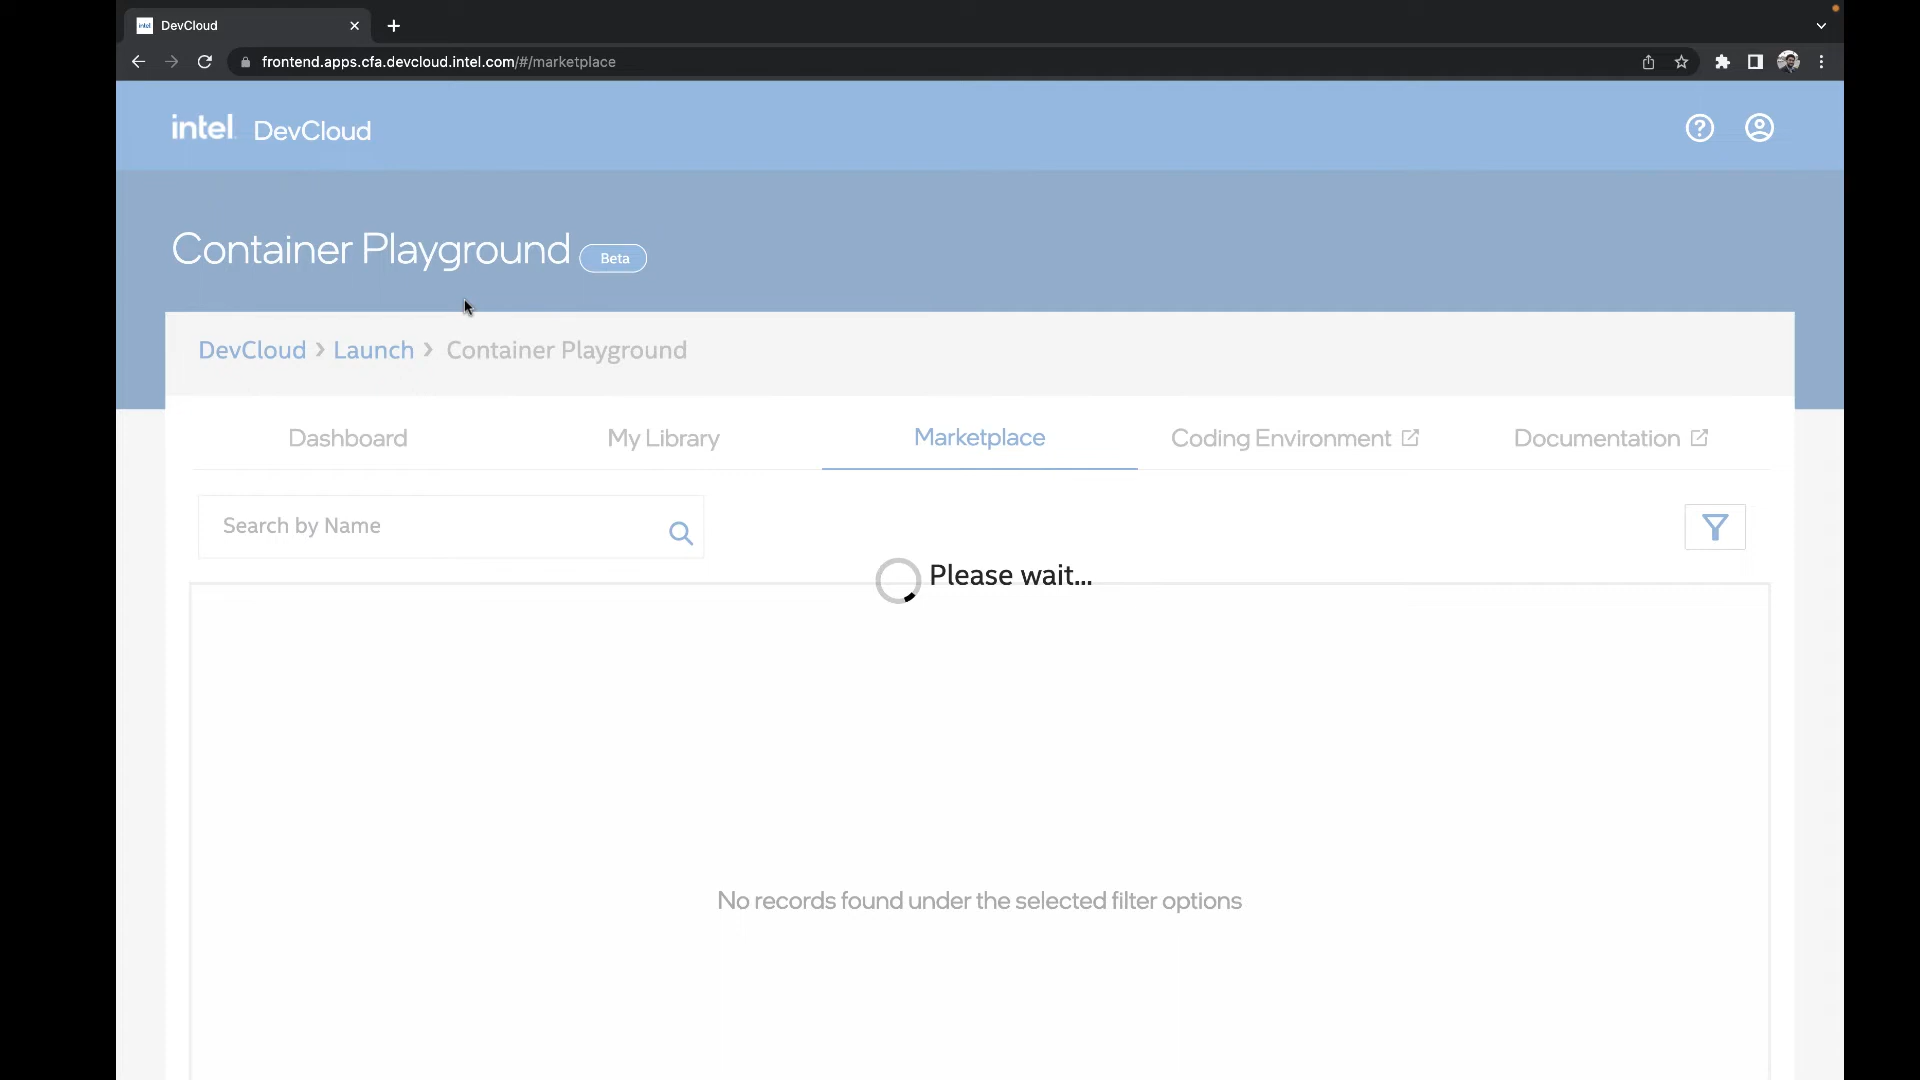 DevCloud
frontend.apps.cfa.devcloud.intel.com/#/marketplace
intel DevCloud
Container Playground Beta
DevCloud › Launch › Container Playground
Dashboard My Library Marketplace Coding Environment Documentation
Search by Name
Please wait...
No records found under the selected filter options